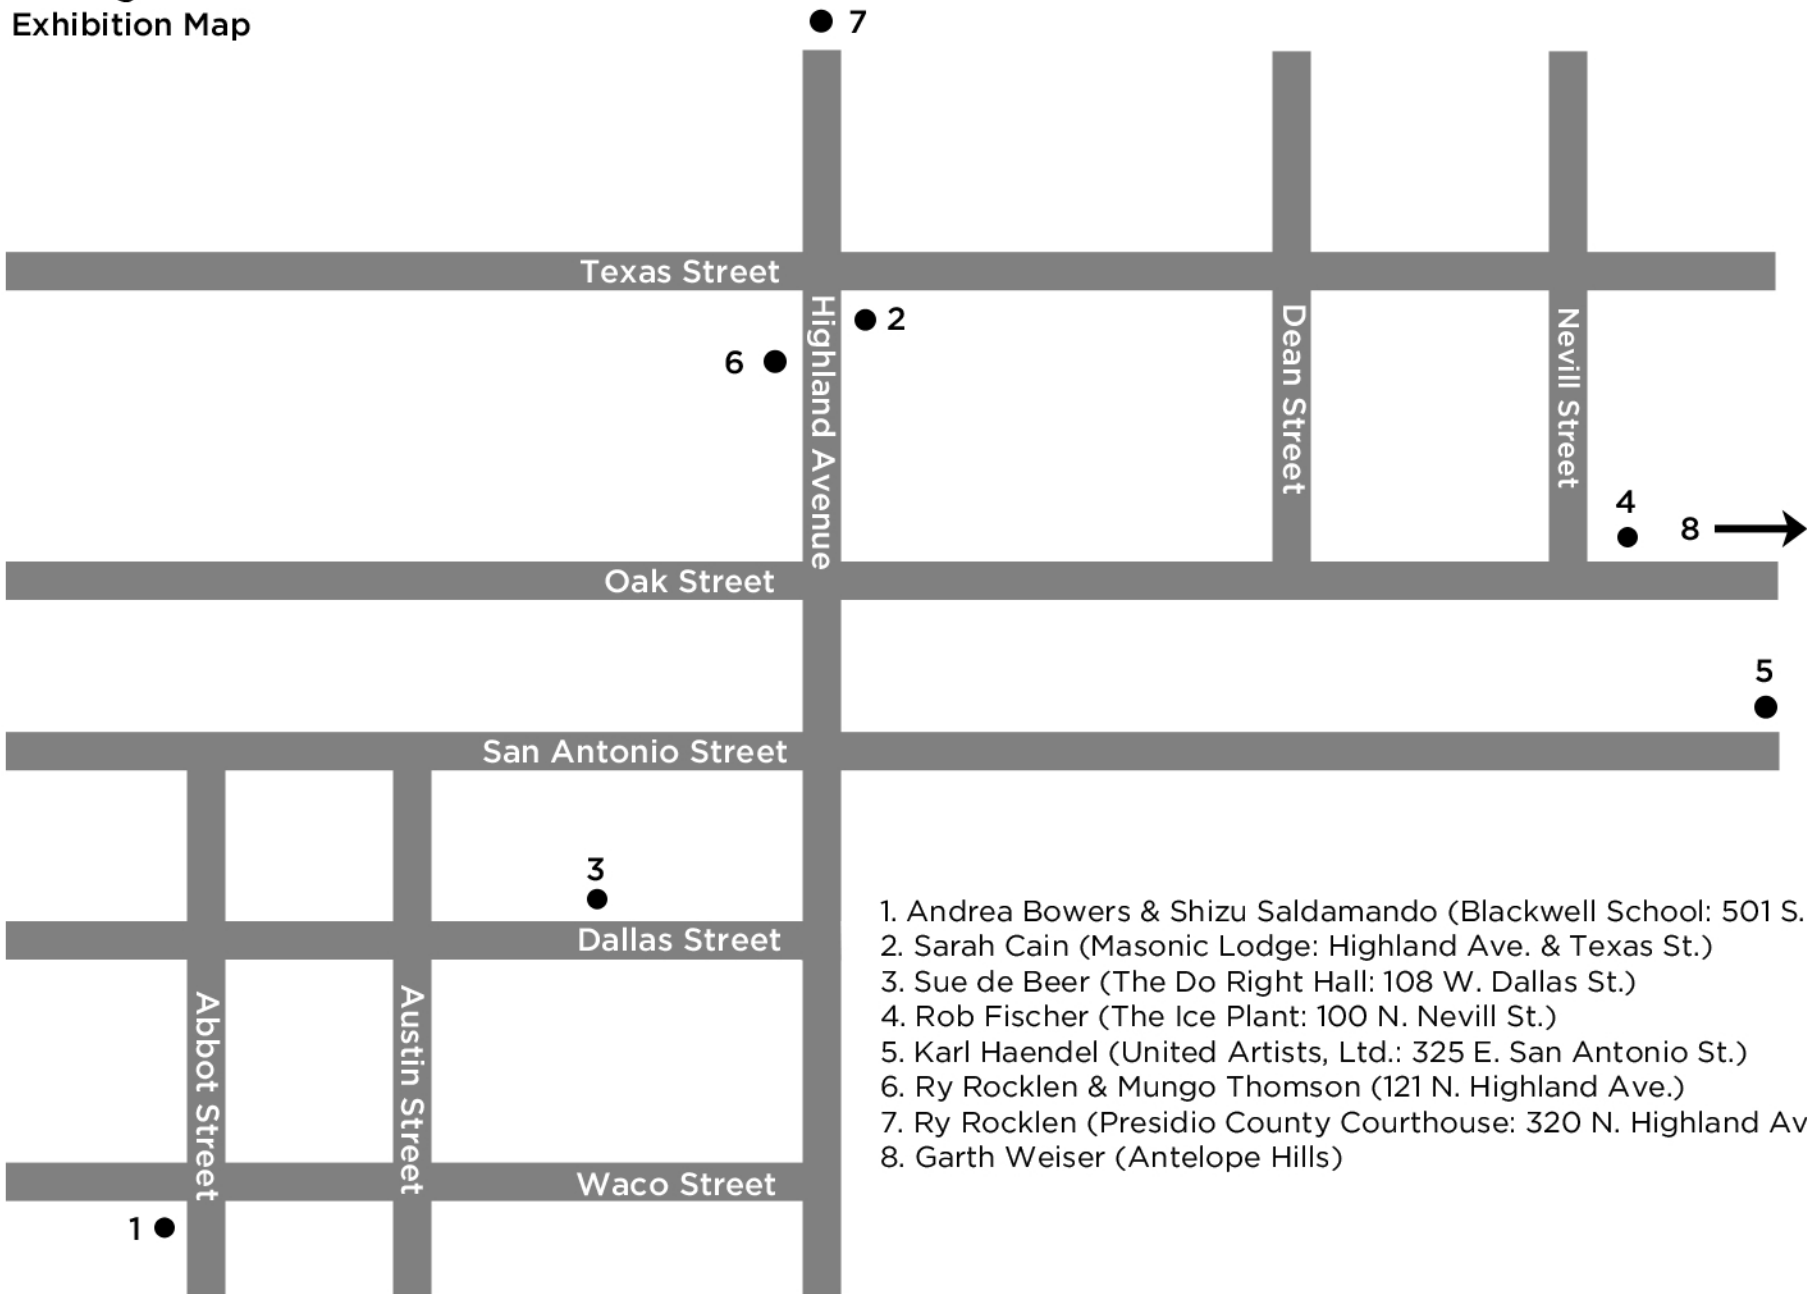 Exhibition Map
7
Texas Street
Highland Avenue
2
6
Dean Street
Nevill Street
4
8
Oak Street
5
San Antonio Street
3
Dallas Street
Abbot Street
Austin Street
Waco Street
1
1. Andrea Bowers & Shizu Saldamando (Blackwell School: 501 S.
2. Sarah Cain (Masonic Lodge: Highland Ave. & Texas St.)
3. Sue de Beer (The Do Right Hall: 108 W. Dallas St.)
4. Rob Fischer (The Ice Plant: 100 N. Nevill St.)
5. Karl Haendel (United Artists, Ltd.: 325 E. San Antonio St.)
6. Ry Rocklen & Mungo Thomson (121 N. Highland Ave.)
7. Ry Rocklen (Presidio County Courthouse: 320 N. Highland Av
8. Garth Weiser (Antelope Hills)